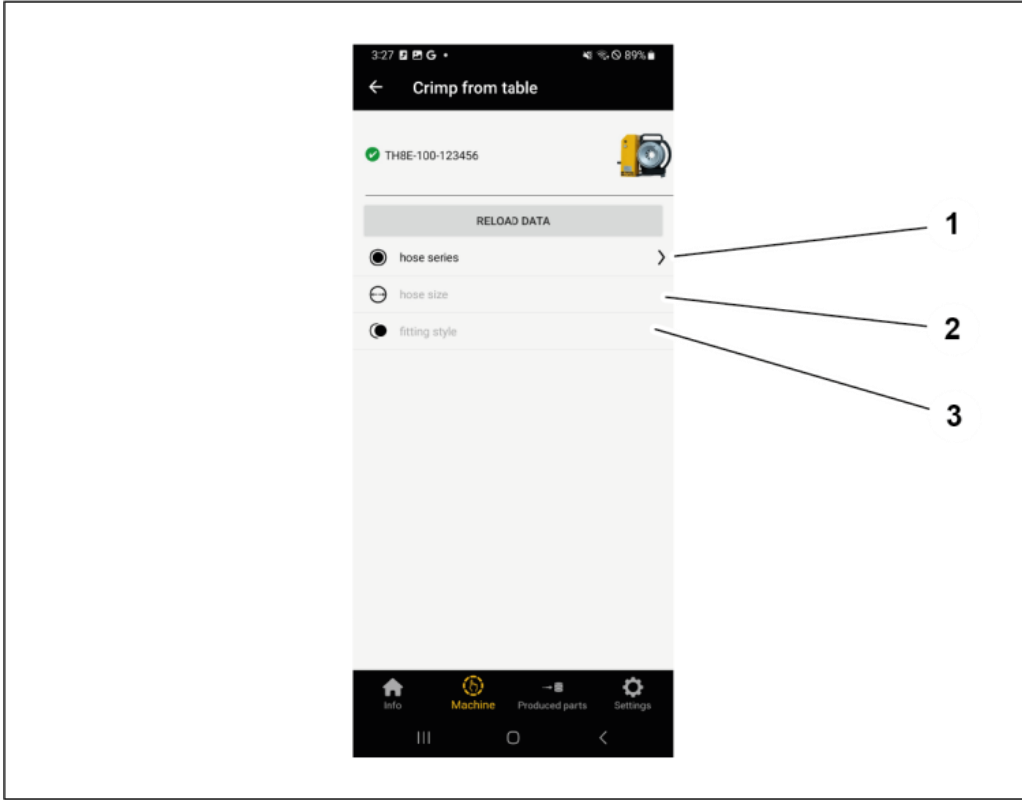 3:27 G • 89%
Crimp from table
TH8E-100-123456
RELOAD DATA
1
hose series
hose size
2
fitting style
3
Info Machine Produced parts Settings